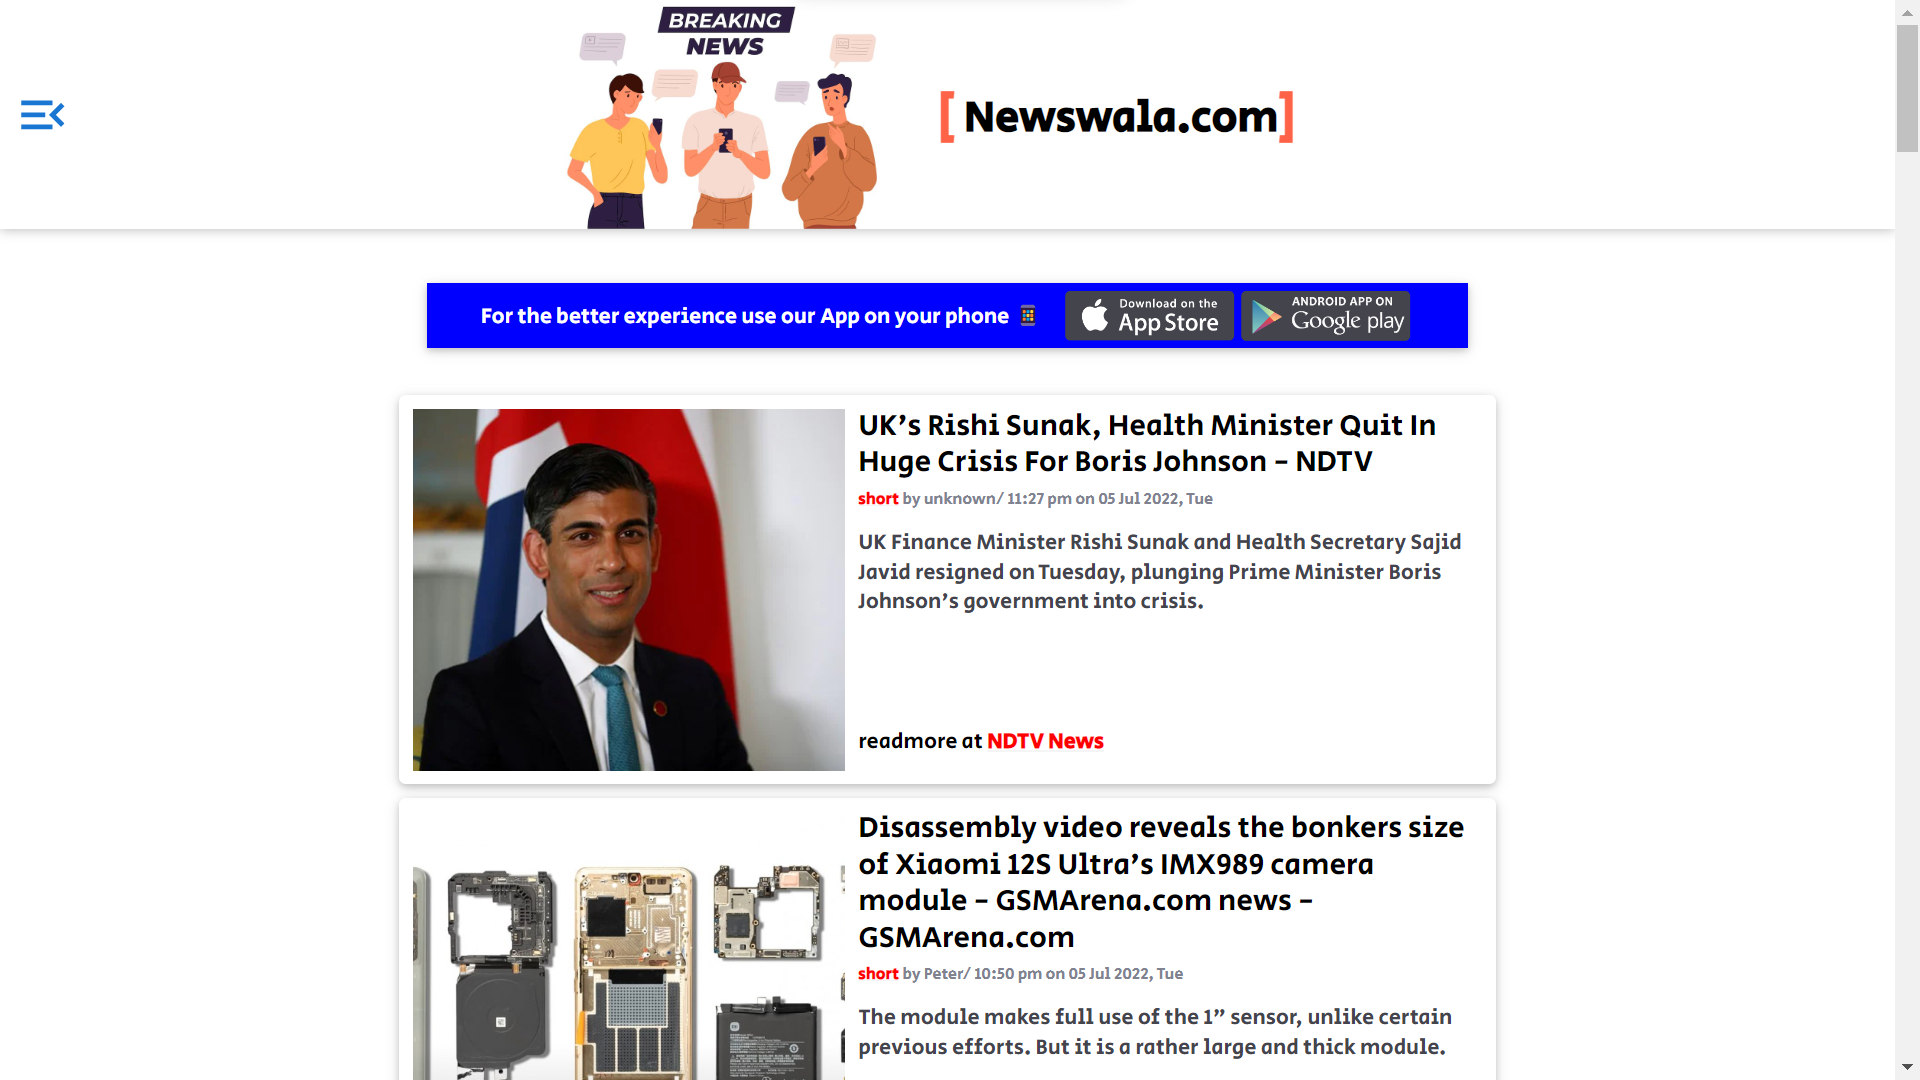 BREAKING
NEWS
[ Newswala.com]
For the better experience use our App on your phone
Download on the
App Store
ANDROID APP ON
Google play
UK’s Rishi Sunak, Health Minister Quit In
Huge Crisis For Boris Johnson – NDTV
short by unknown/ 11:27 pm on 05 Jul 2022, Tue
UK Finance Minister Rishi Sunak and Health Secretary Sajid
Javid resigned on Tuesday, plunging Prime Minister Boris
Johnson’s government into crisis.
readmore at NDTV News
Disassembly video reveals the bonkers size
of Xiaomi 12S Ultra’s IMX989 camera
module – GSMArena.com news –
GSMArena.com
short by Peter/ 10:50 pm on 05 Jul 2022, Tue
The module makes full use of the 1” sensor, unlike certain
previous efforts. But it is a rather large and thick module.